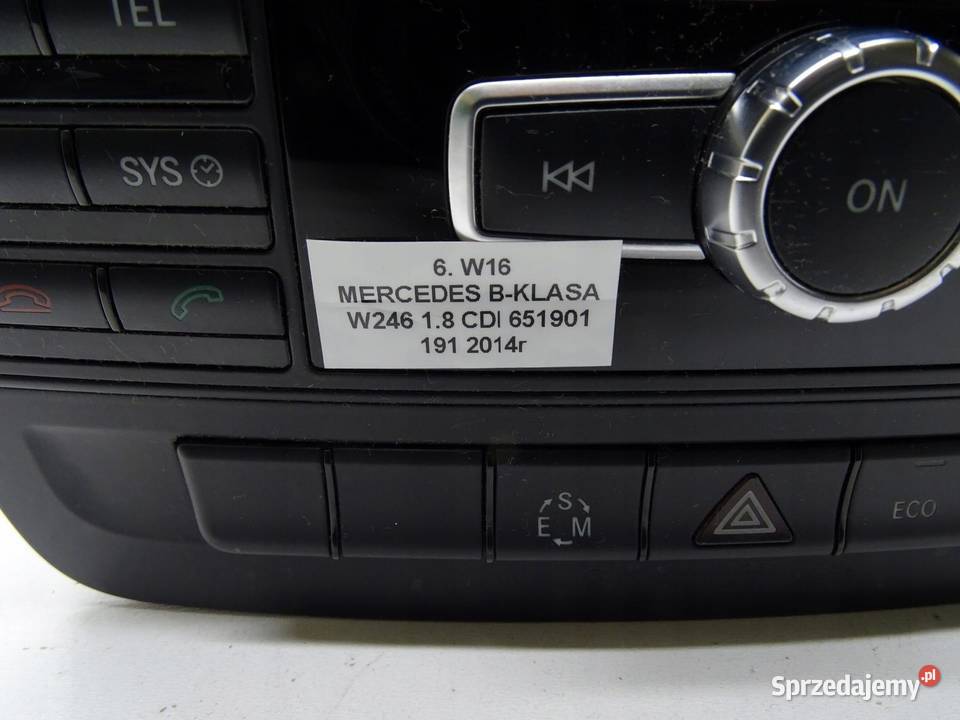 TEL
SYS
ON
6. W16
MERCEDES B-KLASA
W246 1.8 CDI 651901
191 2014r
S
E M
ECO
Sprzedajemy.pl